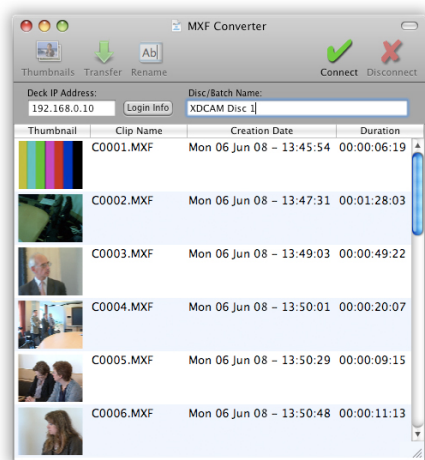 MXF Converter
Thumbnails Transfer Rename Connect Disconnect
Ab
Deck IP Address: Disc/Batch Name:
192.168.0.10 Login Info XDCAM Disc 1
Thumbnail Clip Name Creation Date Duration
C0001.MXF Mon 06 Jun 08 – 13:45:54 00:00:06:19
C0002.MXF Mon 06 Jun 08 – 13:47:31 00:01:28:03
C0003.MXF Mon 06 Jun 08 – 13:49:03 00:00:49:22
C0004.MXF Mon 06 Jun 08 – 13:50:01 00:00:20:07
C0005.MXF Mon 06 Jun 08 – 13:50:29 00:00:09:15
C0006.MXF Mon 06 Jun 08 – 13:50:48 00:00:11:13